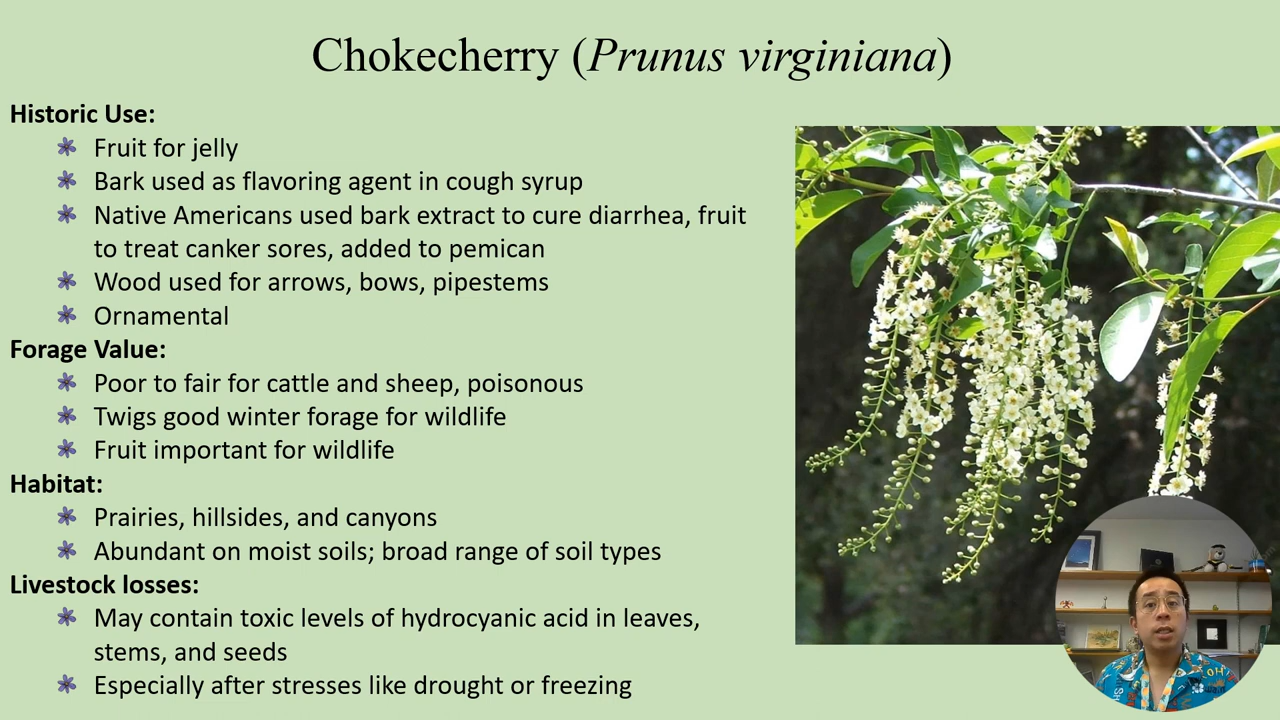 Chokecherry (Prunus virginiana)
Historic Use:
Fruit for jelly
Bark used as flavoring agent in cough syrup
Native Americans used bark extract to cure diarrhea, fruit
to treat canker sores, added to pemican
Wood used for arrows, bows, pipestems
Ornamental
Forage Value:
Poor to fair for cattle and sheep, poisonous
Twigs good winter forage for wildlife
Fruit important for wildlife
Habitat:
Prairies, hillsides, and canyons
Abundant on moist soils; broad range of soil types
Livestock losses:
May contain toxic levels of hydrocyanic acid in leaves,
stems, and seeds
Especially after stresses like drought or freezing